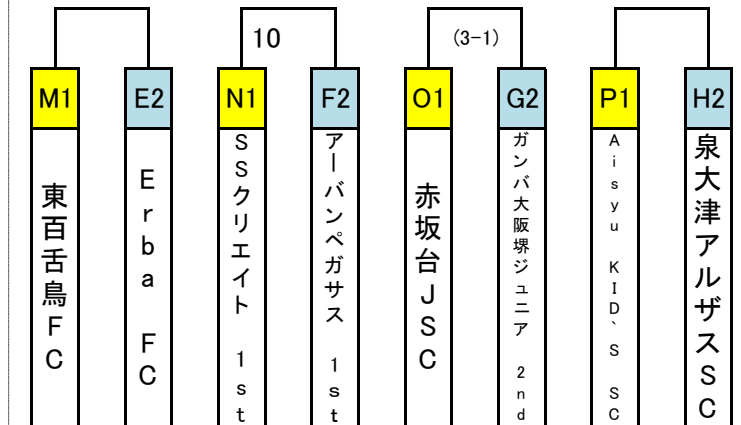 10
(3-1)
M1
E2
N1
F2
O1
G2
P1
H2
東百舌鳥FC
Erba FC
SSクリエイト 1st
アーバンペガサス 1st
赤坂台JSC
ガンバ大阪堺ジュニア 2nd
Aisyu KID`S SC
泉大津アルザスSC